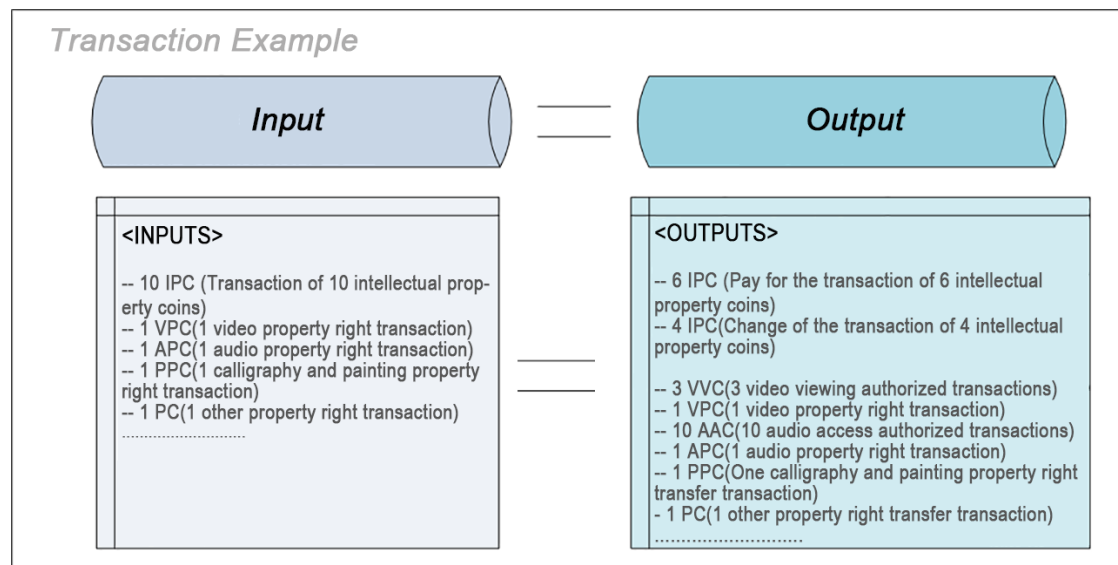 Transaction Example
Input
Output
<INPUTS>
-- 10 IPC (Transaction of 10 intellectual prop-
erty coins)
-- 1 VPC(1 video property right transaction)
-- 1 APC(1 audio property right transaction)
-- 1 PPC(1 calligraphy and painting property
right transaction)
-- 1 PC(1 other property right transaction)
............................
<OUTPUTS>
-- 6 IPC (Pay for the transaction of 6 intellectual
property coins)
-- 4 IPC(Change of the transaction of 4 intellectual
property coins)
-- 3 VVC(3 video viewing authorized transactions)
-- 1 VPC(1 video property right transaction)
-- 10 AAC(10 audio access authorized transactions)
-- 1 APC(1 audio property right transaction)
-- 1 PPC(One calligraphy and painting property right
transfer transaction)
- 1 PC(1 other property right transfer transaction)
............................